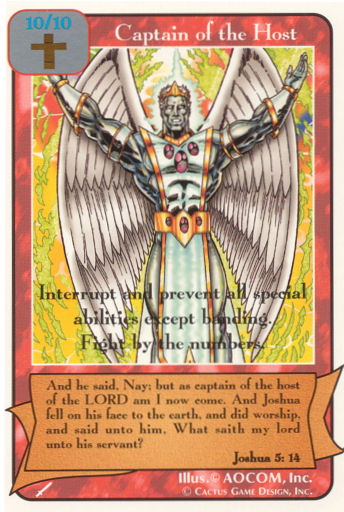 10/10
Captain of the Host
Interrupt and prevent all special
abilities except banding.
Fight by the numbers.
And he said, Nay; but as captain of the host
of the LORD am I now come. And Joshua
fell on his face to the earth, and did worship,
and said unto him, What saith my lord
unto his servant?
Joshua 5: 14
Illus.© AOCOM, Inc.
© Cactus Game Design, Inc.